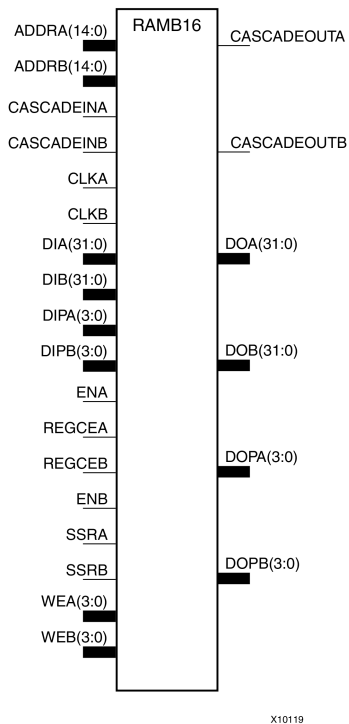 RAMB16
ADDRA(14:0)
CASCADEOUTA
ADDRB(14:0)
CASCADEINA
CASCADEINB
CASCADEOUTB
CLKA
CLKB
DIA(31:0)
DOA(31:0)
DIB(31:0)
DIPA(3:0)
DIPB(3:0)
DOB(31:0)
ENA
REGCEA
REGCEB
DOPA(3:0)
ENB
SSRA
SSRB
DOPB(3:0)
WEA(3:0)
WEB(3:0)
X10119